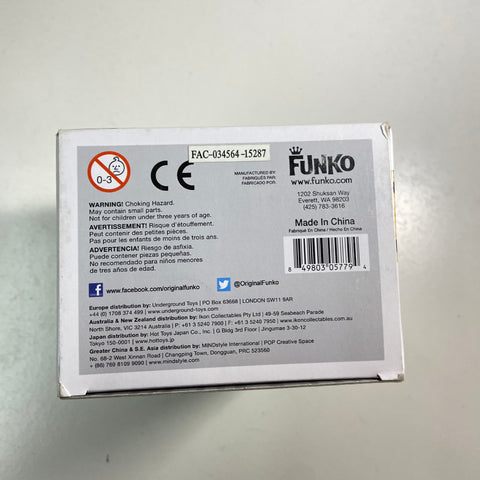 FAC-034564 -15287
0-3
CE
MANUFACTURED BY:
FABRIQUÉS PAR:
FABRICADO POR:
FUNKO
www.funko.com
1202 Shuksan Way
Everett, WA 98203
(425) 783-3616
Made In China
Fabriqué En China / Hecho En China
8 49803 05779 4
WARNING! Choking Hazard.
May contain small parts.
Not for children under three years of age.
AVERTISSEMENT! Risque d'étouffement.
Peut contenir des petites pièces.
Pas pour les enfants de moins de trois ans.
ADVERTENCIA! Riesgo de asfixia.
Puede contener piezas pequeñas.
No recomendado para niños menores
de tres años de edad.
www.facebook.com/originalfunko
@OriginalFunko
Europe distribution by: Underground Toys | PO Box 63668 | LONDON SW11 9AR
+44 (0) 1708 374 499 | www.underground-toys.com
Australia & New Zealand distribution by: Ikon Collectables Pty Ltd | 49-59 Seabeach Parade
North Shore, VIC 3214 Australia | P: +61 3 5240 7900 | F: +61 3 5240 7950 | www.ikoncollectables.com.au
Japan distribution by: Hot Toys Japan Co., Inc. | G Bldg 3rd Floor | Jingumae 3-30-12
Tokyo 150-0001 | www.hottoys.jp
Greater China & S.E. Asia distribution by: MINDstyle International | POP Creative Space
No. 68-2 West Xinnan Road | Changping Town, Dongguan, PRC 523560
+ (86) 769 8109 9090 | www.mindstyle.com